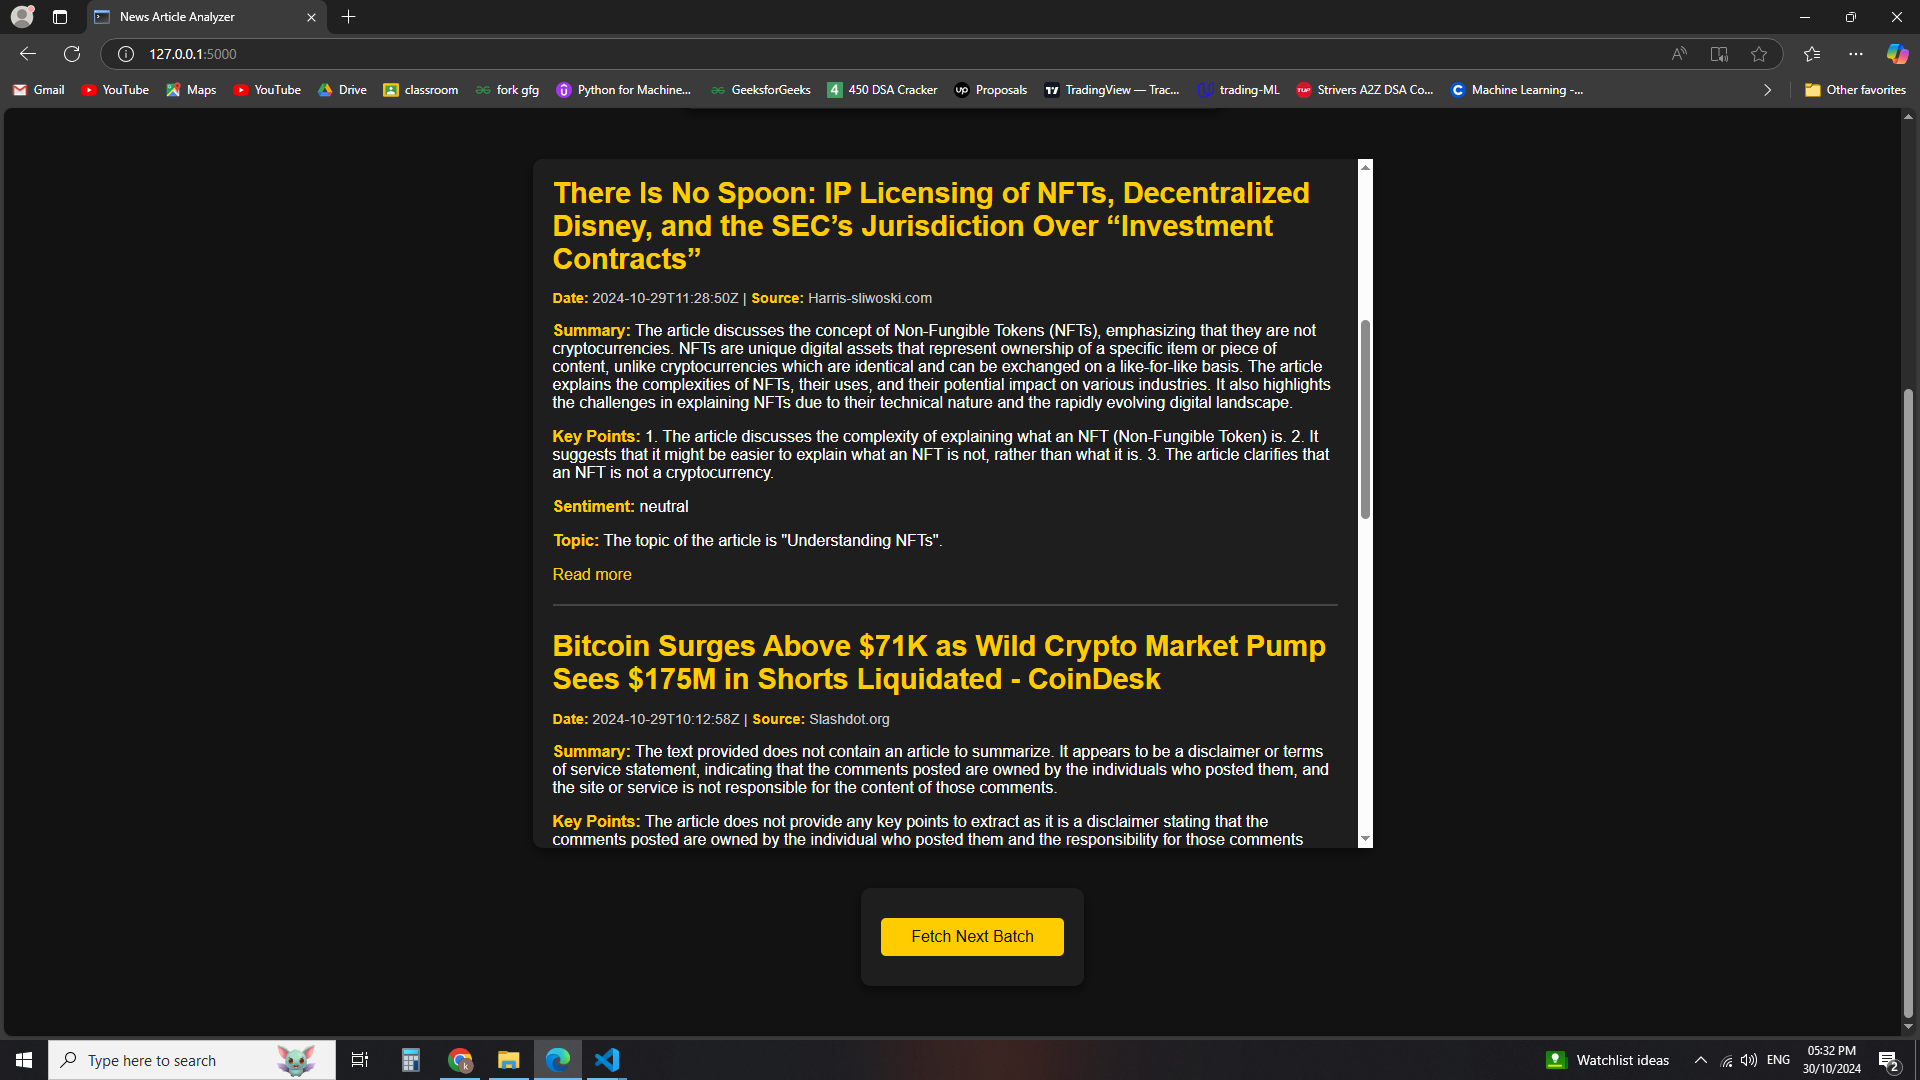 News Article Analyzer
127.0.0.1:5000
Gmail
YouTube
Maps
YouTube
Drive
classroom
fork gfg
Python for Machine...
GeeksforGeeks
4
450 DSA Cracker
Proposals
TradingView — Trac...
trading-ML
Strivers A2Z DSA Co...
Machine Learning -...
Other favorites
There Is No Spoon: IP Licensing of NFTs, Decentralized
Disney, and the SEC’s Jurisdiction Over “Investment
Contracts”
Date: 2024-10-29T11:28:50Z | Source: Harris-sliwoski.com
Summary: The article discusses the concept of Non-Fungible Tokens (NFTs), emphasizing that they are not
cryptocurrencies. NFTs are unique digital assets that represent ownership of a specific item or piece of
content, unlike cryptocurrencies which are identical and can be exchanged on a like-for-like basis. The article
explains the complexities of NFTs, their uses, and their potential impact on various industries. It also highlights
the challenges in explaining NFTs due to their technical nature and the rapidly evolving digital landscape.
Key Points: 1. The article discusses the complexity of explaining what an NFT (Non-Fungible Token) is. 2. It
suggests that it might be easier to explain what an NFT is not, rather than what it is. 3. The article clarifies that
an NFT is not a cryptocurrency.
Sentiment: neutral
Topic: The topic of the article is "Understanding NFTs".
Read more
Bitcoin Surges Above $71K as Wild Crypto Market Pump
Sees $175M in Shorts Liquidated - CoinDesk
Date: 2024-10-29T10:12:58Z | Source: Slashdot.org
Summary: The text provided does not contain an article to summarize. It appears to be a disclaimer or terms
of service statement, indicating that the comments posted are owned by the individuals who posted them, and
the site or service is not responsible for the content of those comments.
Key Points: The article does not provide any key points to extract as it is a disclaimer stating that the
comments posted are owned by the individual who posted them and the responsibility for those comments
Fetch Next Batch
Type here to search
Watchlist ideas
ENG
05:32 PM
30/10/2024
2